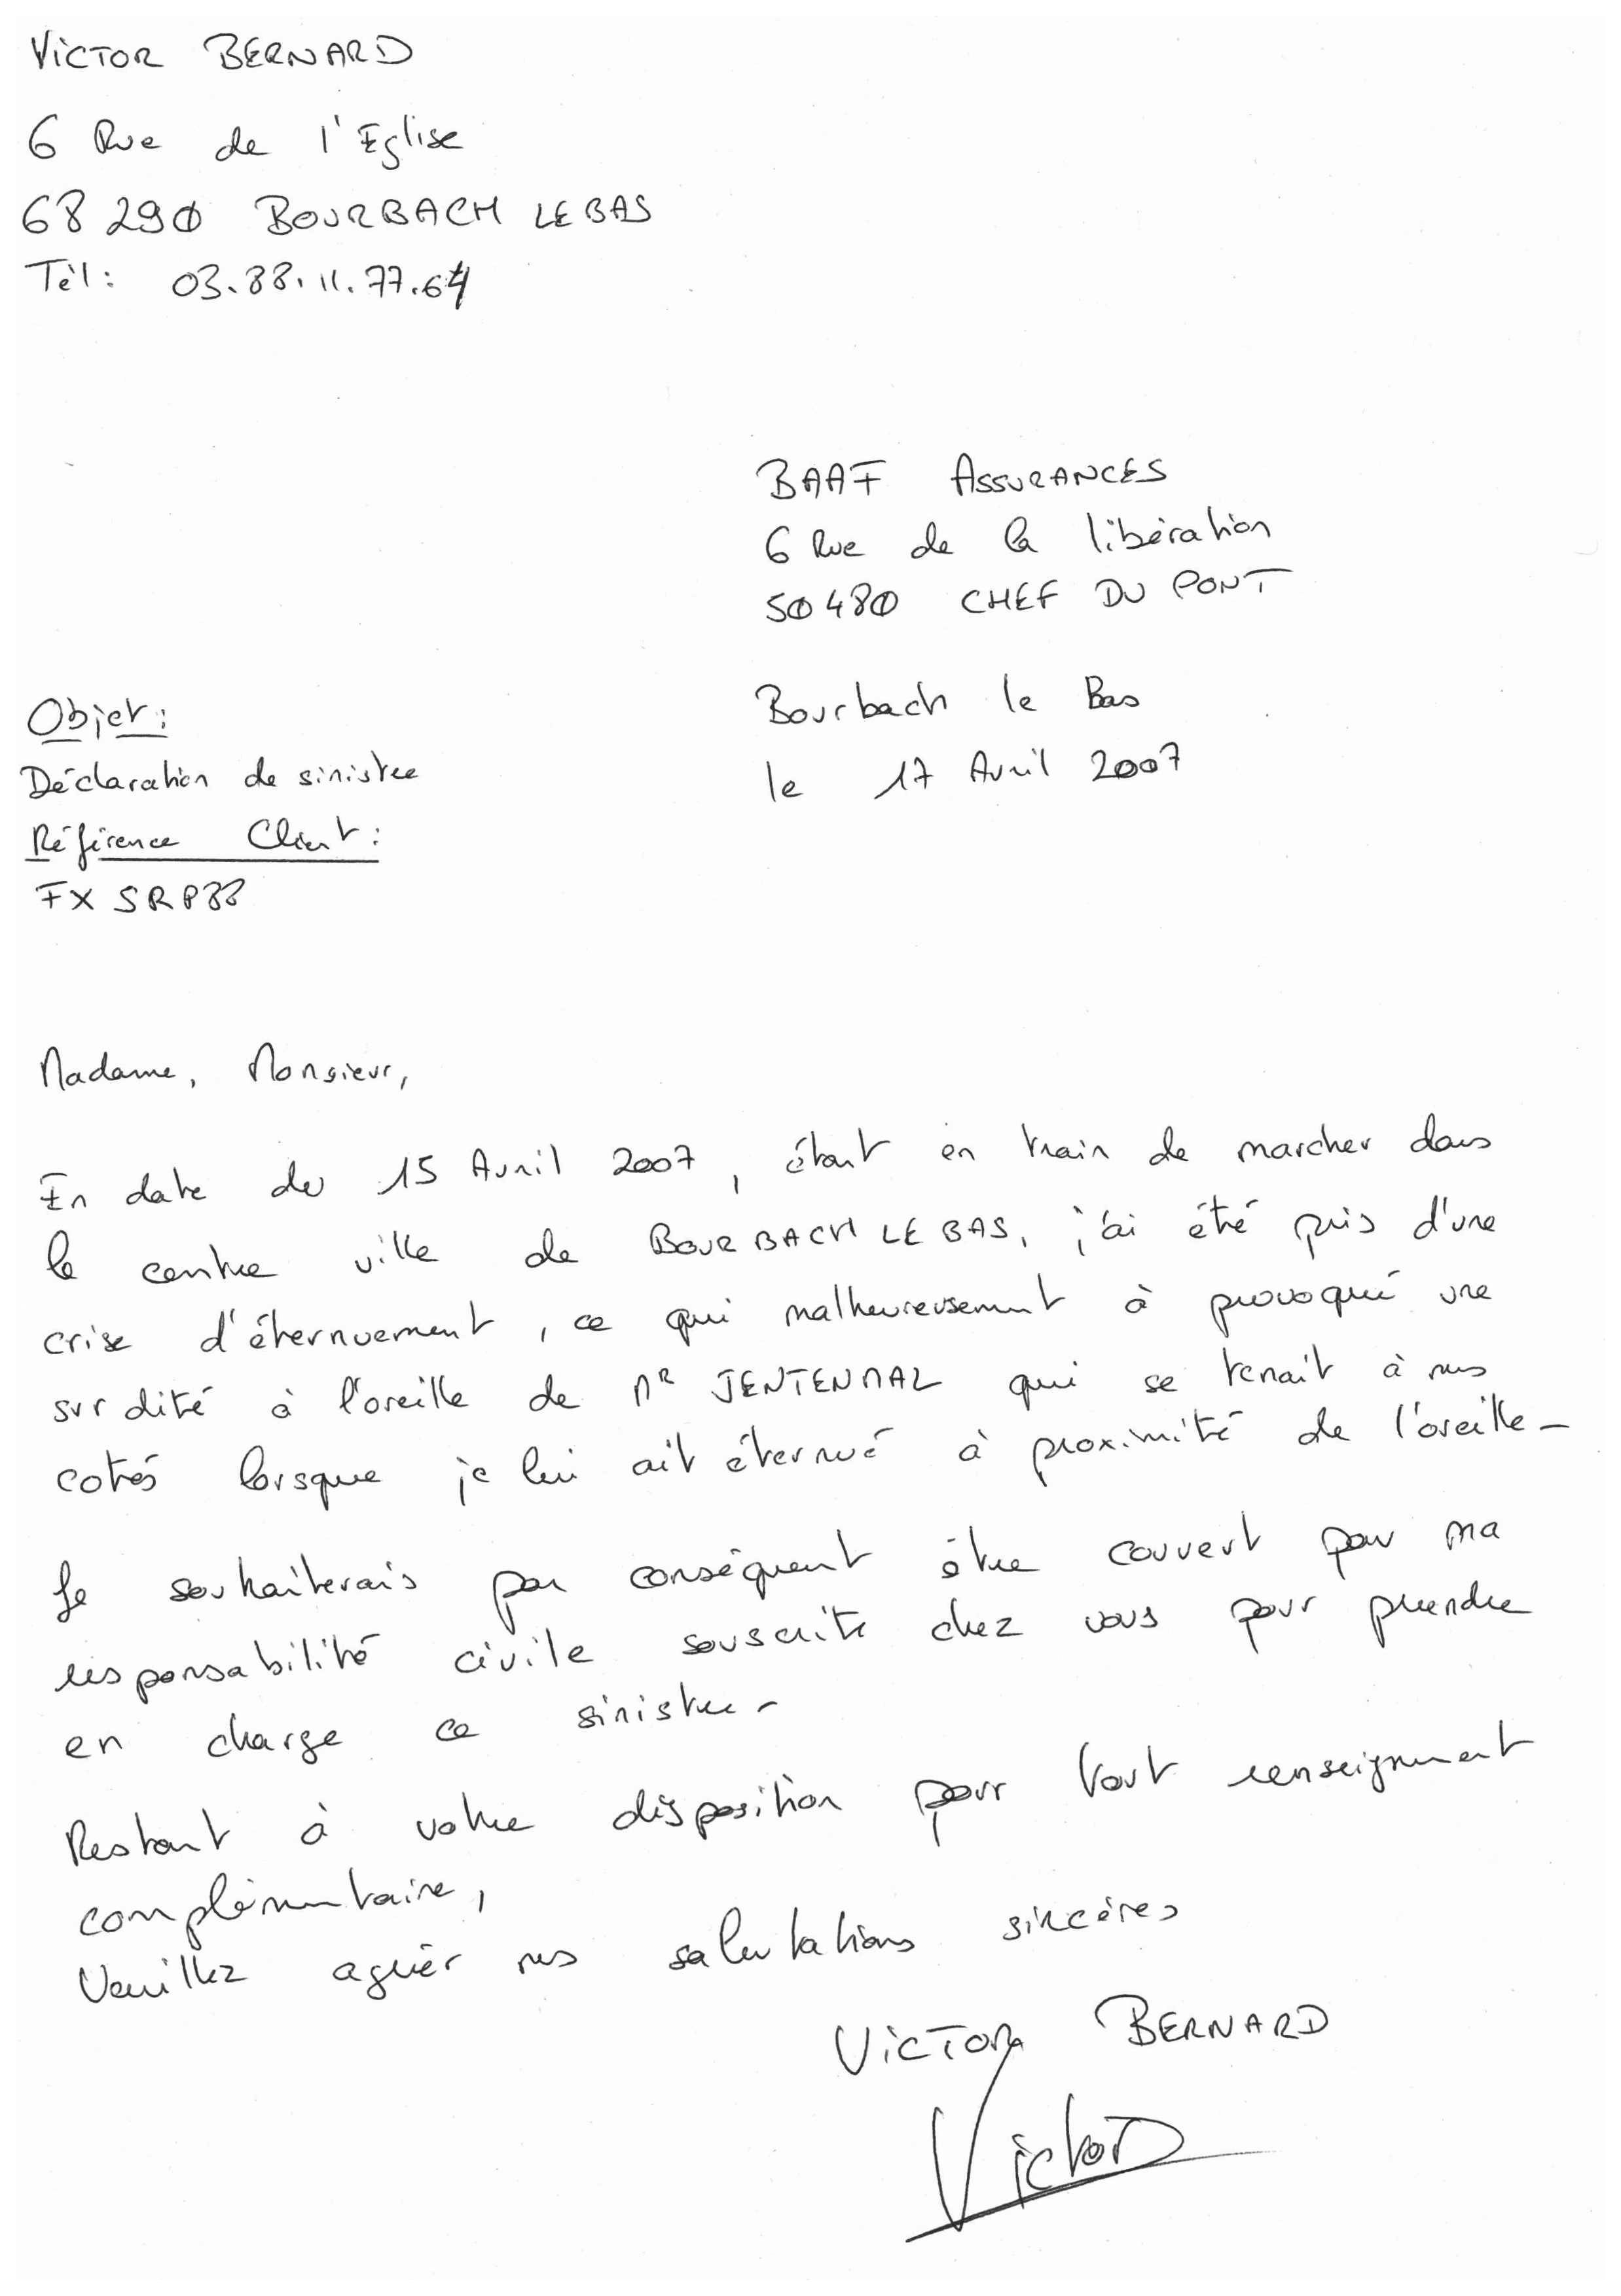 VICTOR BERNARD
6 Rue de l'Eglise
68290 BOURBACH LE BAS
Tèl: 03.88.11.77.64
BAAF ASSURANCES
6 Rue de la libèration
50480 CHEF DU PONT
Bourbach le Bas
le 17 Avril 2007
Objet:
Déclaration de sinistre
Référence Client:
FX SRP88
Madame, Monsieur,
En date du 15 Avril 2007, étant en train de marcher dans
le centre ville de BOURBACH LE BAS, j'ai été pris d'une
crise d'éternuement, ce qui malheureusement à provoqué une
surdité à l'oreille de MR JENTENMAL qui se tenait à mes
cotés lorsque je lui ait éternué à proximité de l'oreille-
Je souhaiterais par conséquent être couvert par ma
responsabilité civile souscrite chez vous pour prendre
en charge ce sinistre-
Restant à votre disposition pour tout renseignement
complémentaire,
Veuillez agréer mes salutations sincères
VICTOR BERNARD
Victor